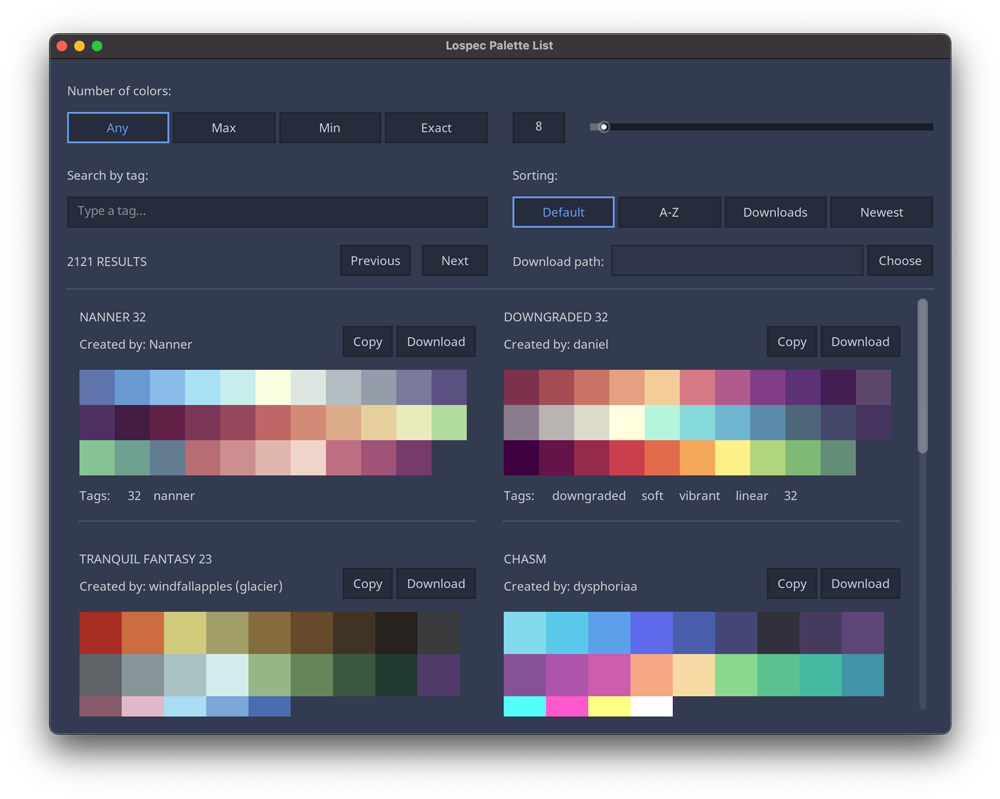 Lospec Palette List
Number of colors:
Any Max Min Exact 8
Search by tag: Sorting:
Type a tag... Default A-Z Downloads Newest
2121 RESULTS Previous Next Download path: Choose
NANNER 32
Created by: Nanner Copy Download
Tags: 32 nanner
DOWNGRADED 32
Created by: daniel Copy Download
Tags: downgraded soft vibrant linear 32
TRANQUIL FANTASY 23
Created by: windfallapples (glacier) Copy Download
CHASM
Created by: dysphoriaa Copy Download